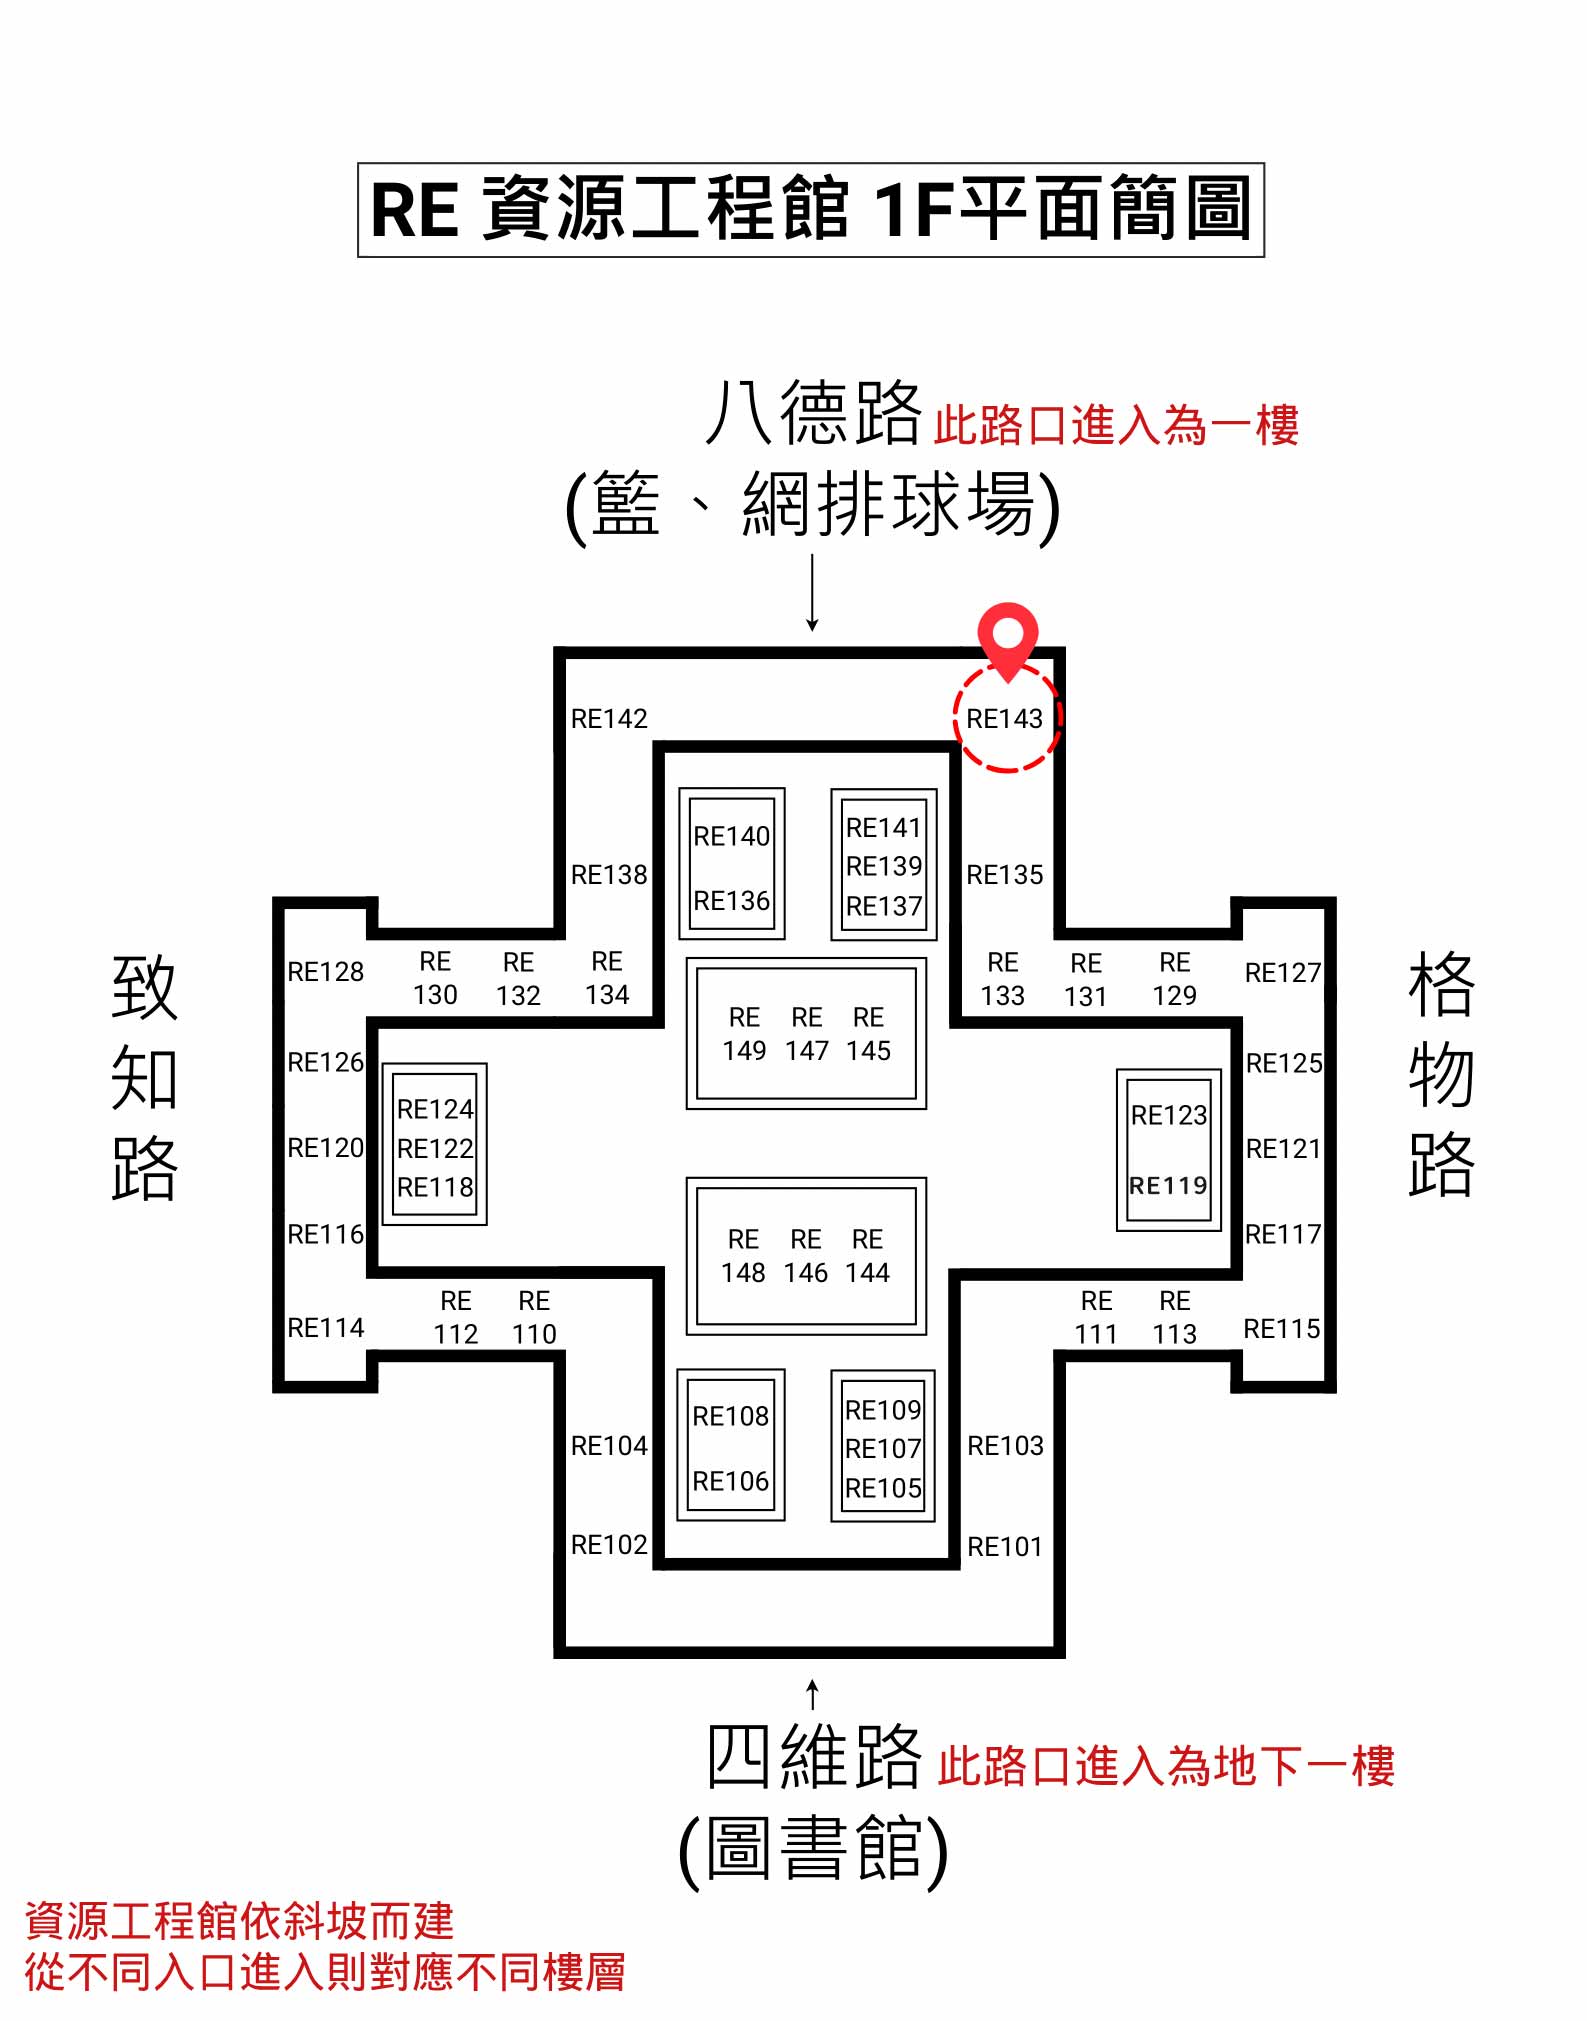 RE 資源工程館 1F平面簡圖
八德路 此路口進入為一樓
(籃、網排球場)
RE142
RE143
RE140
RE136
RE141
RE139
RE137
RE138
RE135
RE128
RE 130
RE 132
RE 134
RE 133
RE 131
RE 129
RE127
致知路
格物路
RE 149
RE 147
RE 145
RE126
RE125
RE124
RE122
RE118
RE123
RE119
RE120
RE121
RE116
RE117
RE 148
RE 146
RE 144
RE114
RE 112
RE 110
RE 111
RE 113
RE115
RE108
RE106
RE109
RE107
RE105
RE104
RE103
RE102
RE101
四維路 此路口進入為地下一樓
(圖書館)
資源工程館依斜坡而建
從不同入口進入則對應不同樓層